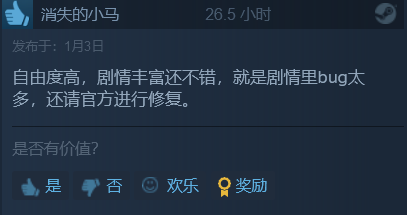 消失的小马 26.5 小时
发布于：1月3日
自由度高，剧情丰富还不错，就是剧情里bug太
多，还请官方进行修复。
是否有价值？
是 否 欢乐 奖励